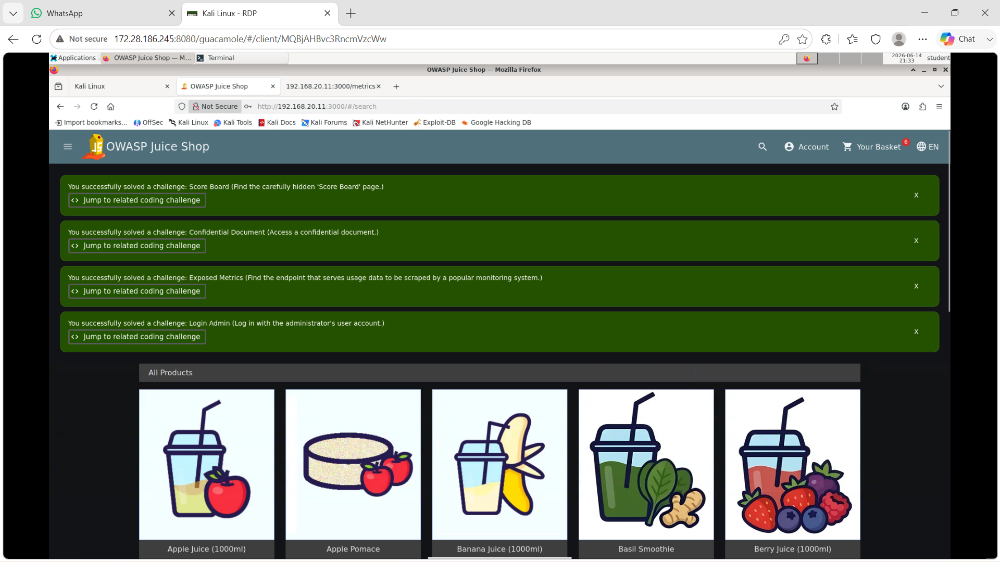 WhatsApp
Kali Linux - RDP
Not secure 172.28.186.245:8080/guacamole/#/client/MQBjAHBvc3RncmVzcWw
Chat
Applications
OWASP Juice Shop — M...
Terminal
2026-06-14
21:33
student
OWASP Juice Shop — Mozilla Firefox
Kali Linux
OWASP Juice Shop
192.168.20.11:3000/metrics
Not Secure
http://192.168.20.11:3000/#/search
Import bookmarks...
OffSec
Kali Linux
Kali Tools
Kali Docs
Kali Forums
Kali NetHunter
Exploit-DB
Google Hacking DB
JS
OWASP Juice Shop
Account
Your Basket
6
EN
You successfully solved a challenge: Score Board (Find the carefully hidden 'Score Board' page.)
<> Jump to related coding challenge
X
You successfully solved a challenge: Confidential Document (Access a confidential document.)
<> Jump to related coding challenge
X
You successfully solved a challenge: Exposed Metrics (Find the endpoint that serves usage data to be scraped by a popular monitoring system.)
<> Jump to related coding challenge
X
You successfully solved a challenge: Login Admin (Log in with the administrator's user account.)
<> Jump to related coding challenge
X
All Products
Apple Juice (1000ml)
Apple Pomace
Banana Juice (1000ml)
Basil Smoothie
Berry Juice (1000ml)